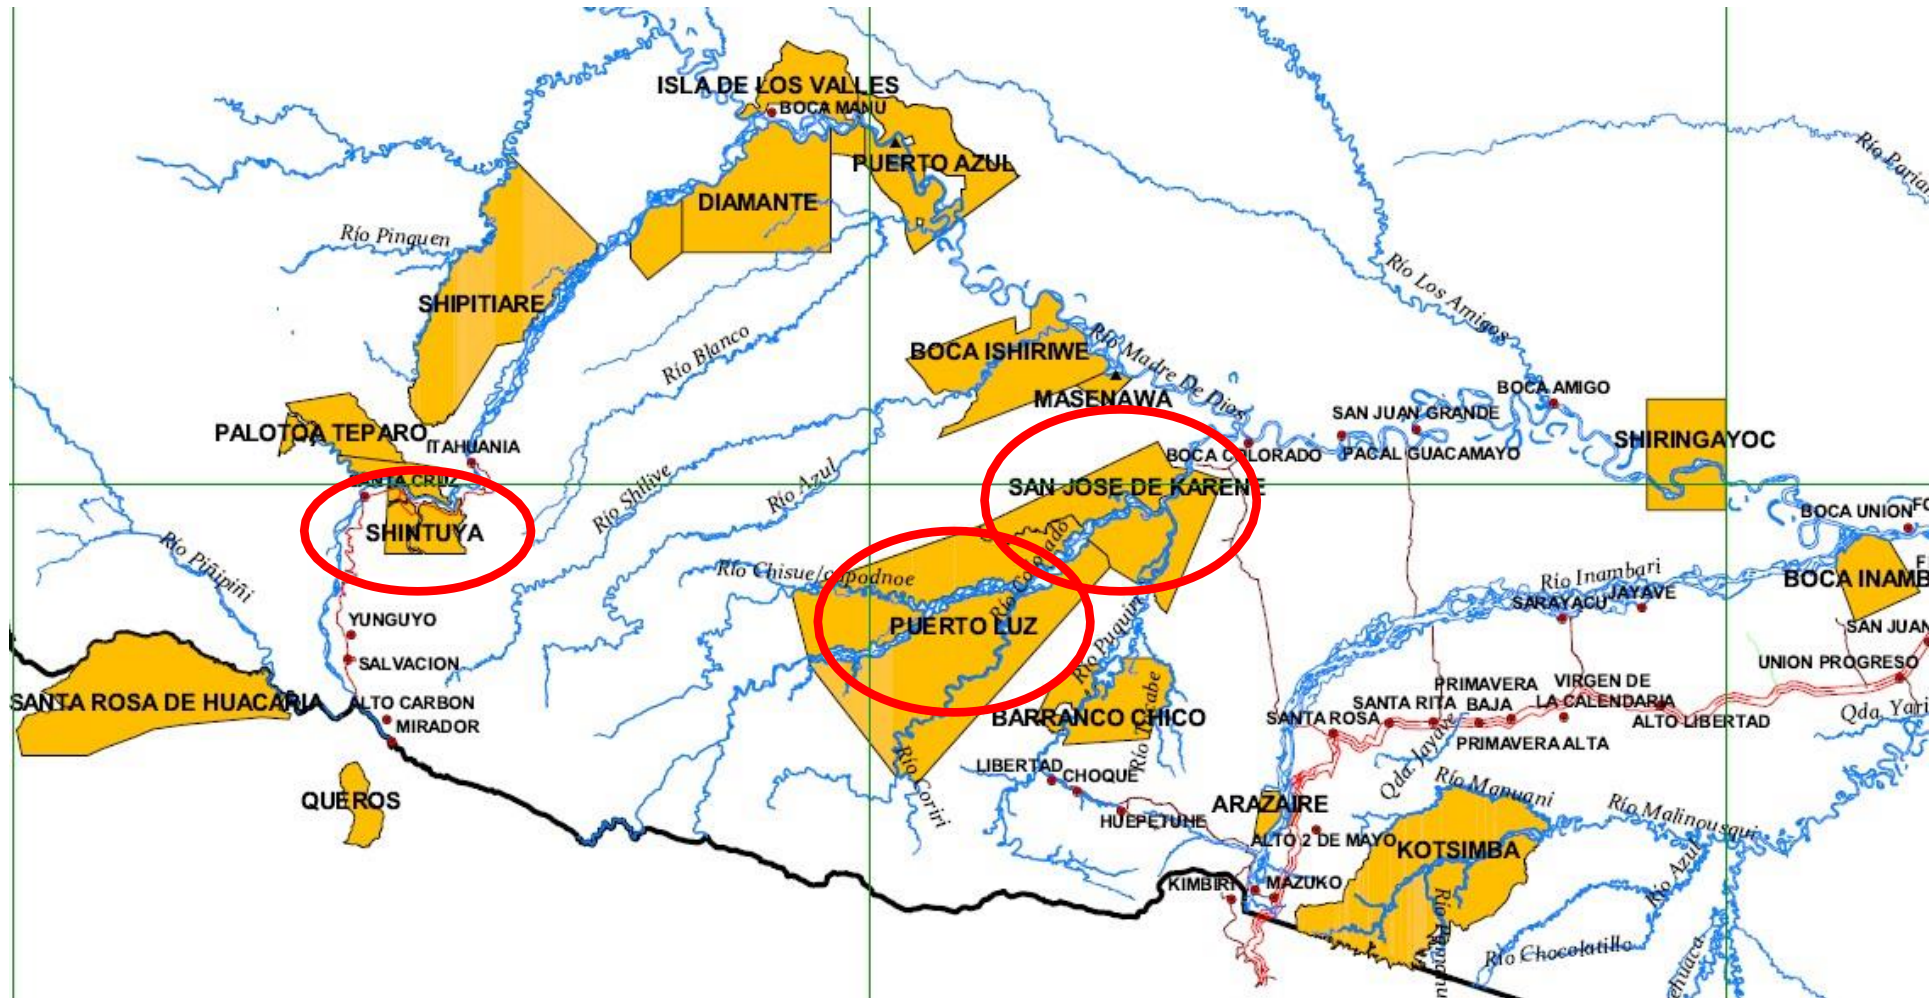 ISLA DE LOS VALLES
BOCA MANU
PUERTO AZUL
DIAMANTE
Río Pinquen
SHIPITIARE
Río Los Amigos
Río Blanco
BOCA ISHIRIWE
Río Madre De Dios
MASENAWA
BOCA AMIGO
SAN JUAN GRANDE
PALOTOA TEPARO
ITAHUANIA
BOCA COLORADO
PACAL GUACAMAYO
SHIRINGAYOC
SANTA CRUZ
SHINTUYA
Río Shilive
Río Azul
SAN JOSE DE KARENE
BOCA UNION
Río Piñipiñi
Río Chisue/
Río Colorado
Río Inambari
SARAYACU
JAYAVE
BOCA INAMB
YUNGUYO
PUERTO LUZ
Río Puquiri
SAN JUAN
SALVACION
UNION PROGRESO
SANTA ROSA DE HUACARIA
ALTO CARBON
MIRADOR
BARRANCO CHICO
SANTA ROSA
SANTA RITA
PRIMAVERA
BAJA
VIRGEN DE
LA CALENDARIA
ALTO LIBERTAD
PRIMAVERA ALTA
Qda. Yari
Qda. Jayave
LIBERTAD
CHOQUE
HUEPETUHE
Río Coriri
QUEROS
ARAZAIRE
ALTO 2 DE MAYO
Río Manuani
Río Malinousqui
KOTSIMBA
KIMBIRI
MAZUKO
Río Azul
Río Chocolatillo